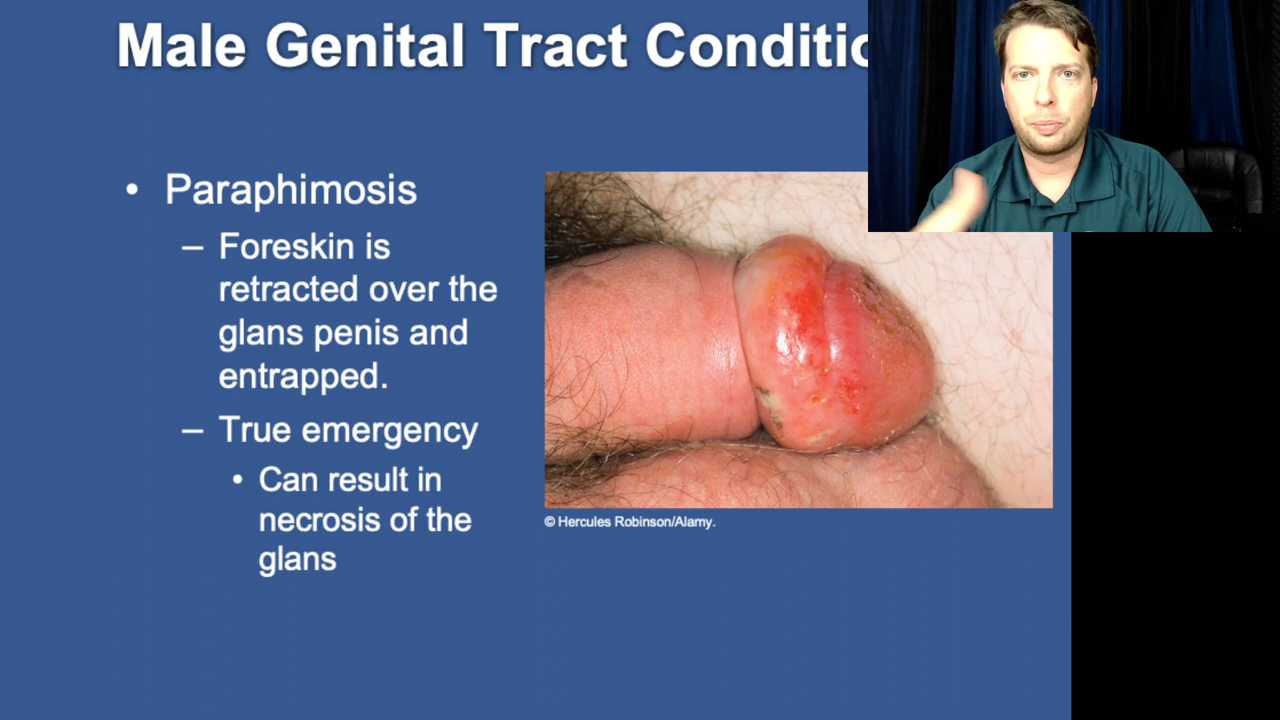 Male Genital Tract
• Paraphimosis
– Foreskin is
retracted over the
glans penis and
entrapped.
– True emergency
• Can result in
necrosis of the
glans
© Hercules Robinson/Alamy.